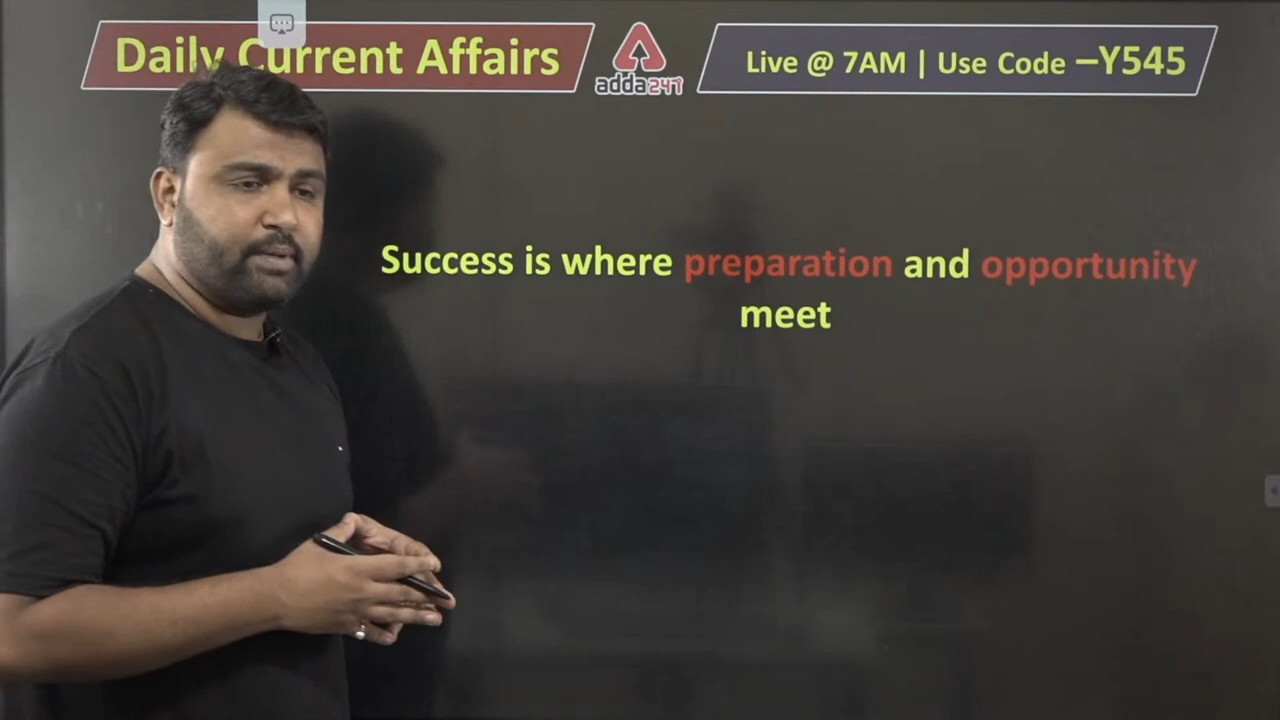 Daily Current Affairs
adda247
Live @ 7AM | Use Code –Y545
Success is where preparation and opportunity
meet